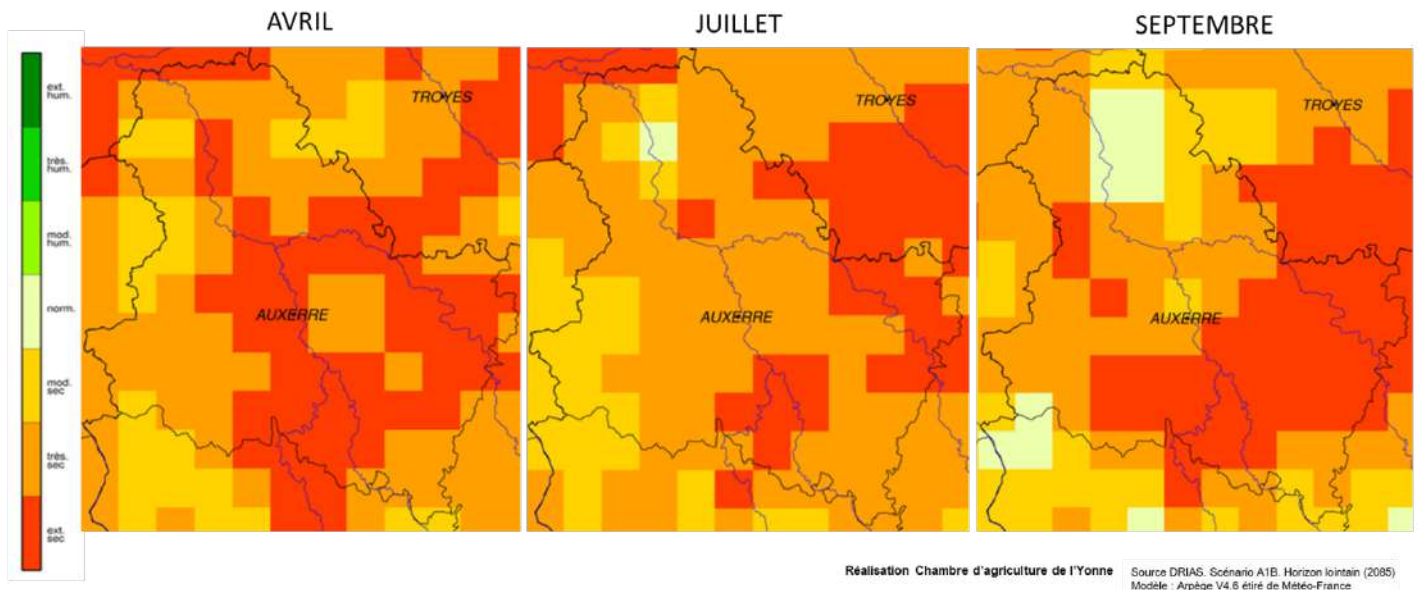 AVRIL
JUILLET
SEPTEMBRE
ext. hum.
très. hum.
mod. hum.
norm.
mod. sec
très. sec
ext. sec
TROYES
AUXERRE
TROYES
AUXERRE
TROYES
AUXERRE
Réalisation Chambre d'agriculture de l'Yonne
Source DRIAS. Scénario A1B. Horizon lointain (2085)
Modèle : Arpège V4.6 étiré de Météo-France